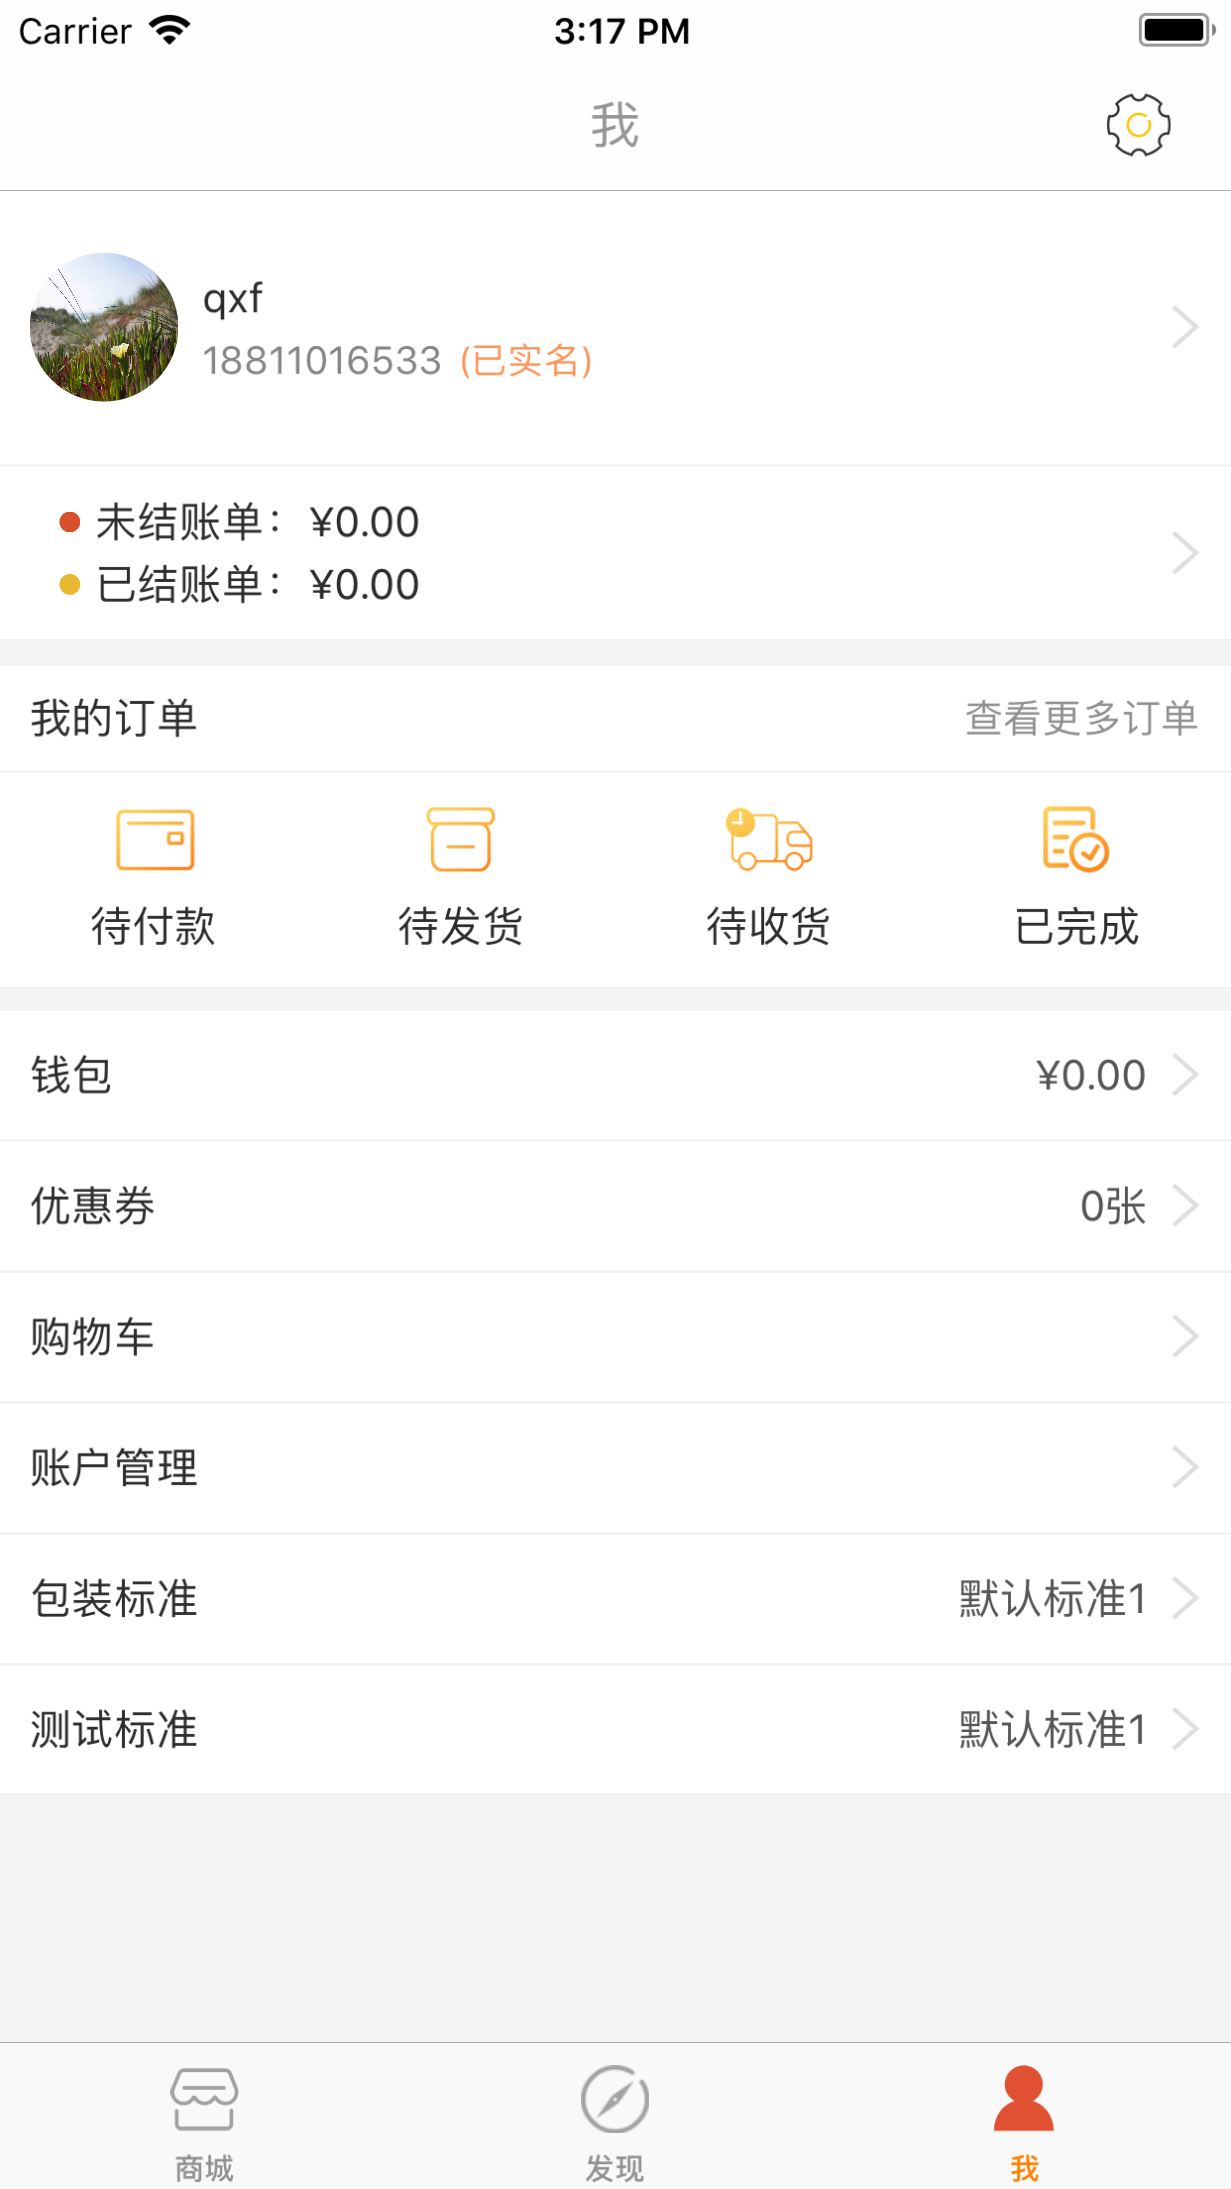 Carrier 3:17 PM
我
qxf
18811016533 (已实名)
未结账单： ¥0.00
已结账单： ¥0.00
我的订单 查看更多订单
待付款 待发货 待收货 已完成
钱包 ¥0.00
优惠券 0张
购物车
账户管理
包装标准 默认标准1
测试标准 默认标准1
商城 发现 我